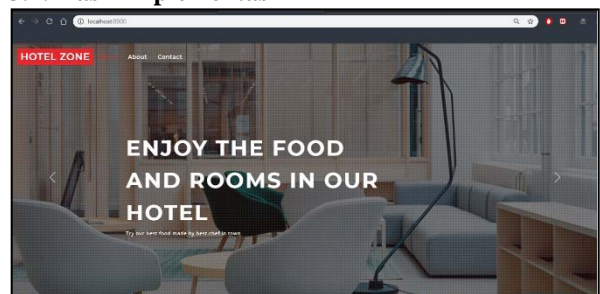 localhost:8000
HOTEL ZONE
About Contact
ENJOY THE FOOD
AND ROOMS IN OUR
HOTEL
Try our best food made by best chef in town